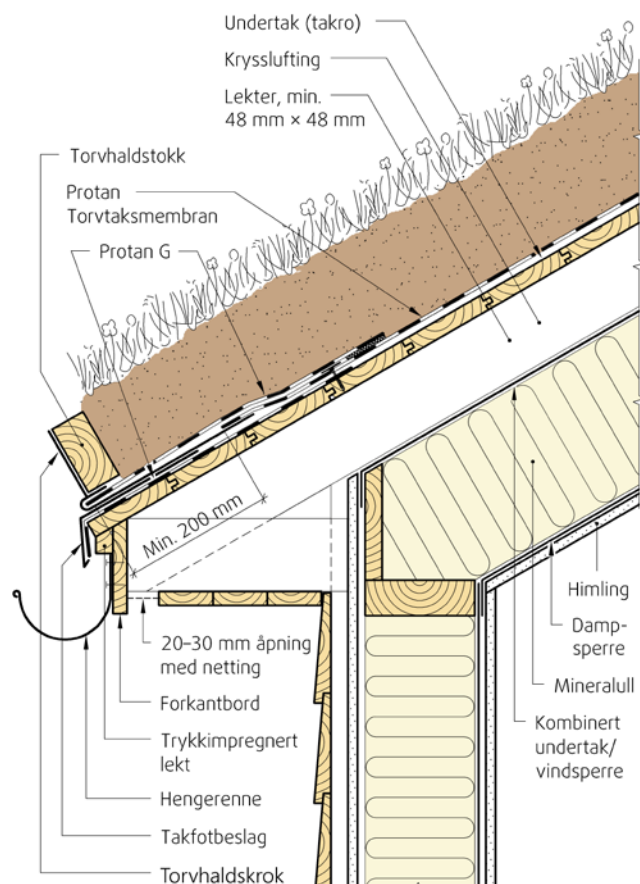 Undertak (takro)
Krysslufting
Lekter, min.
48 mm × 48 mm
Torvhaldstokk
Protan
Torvtaksmembran
Protan G
Min. 200 mm
20–30 mm åpning
med netting
Forkantbord
Trykkimpregnert
lekt
Hengerenne
Takfotbeslag
Torvhaldskrok
Himling
Damp-
sperre
Mineralull
Kombinert
undertak/
vindsperre